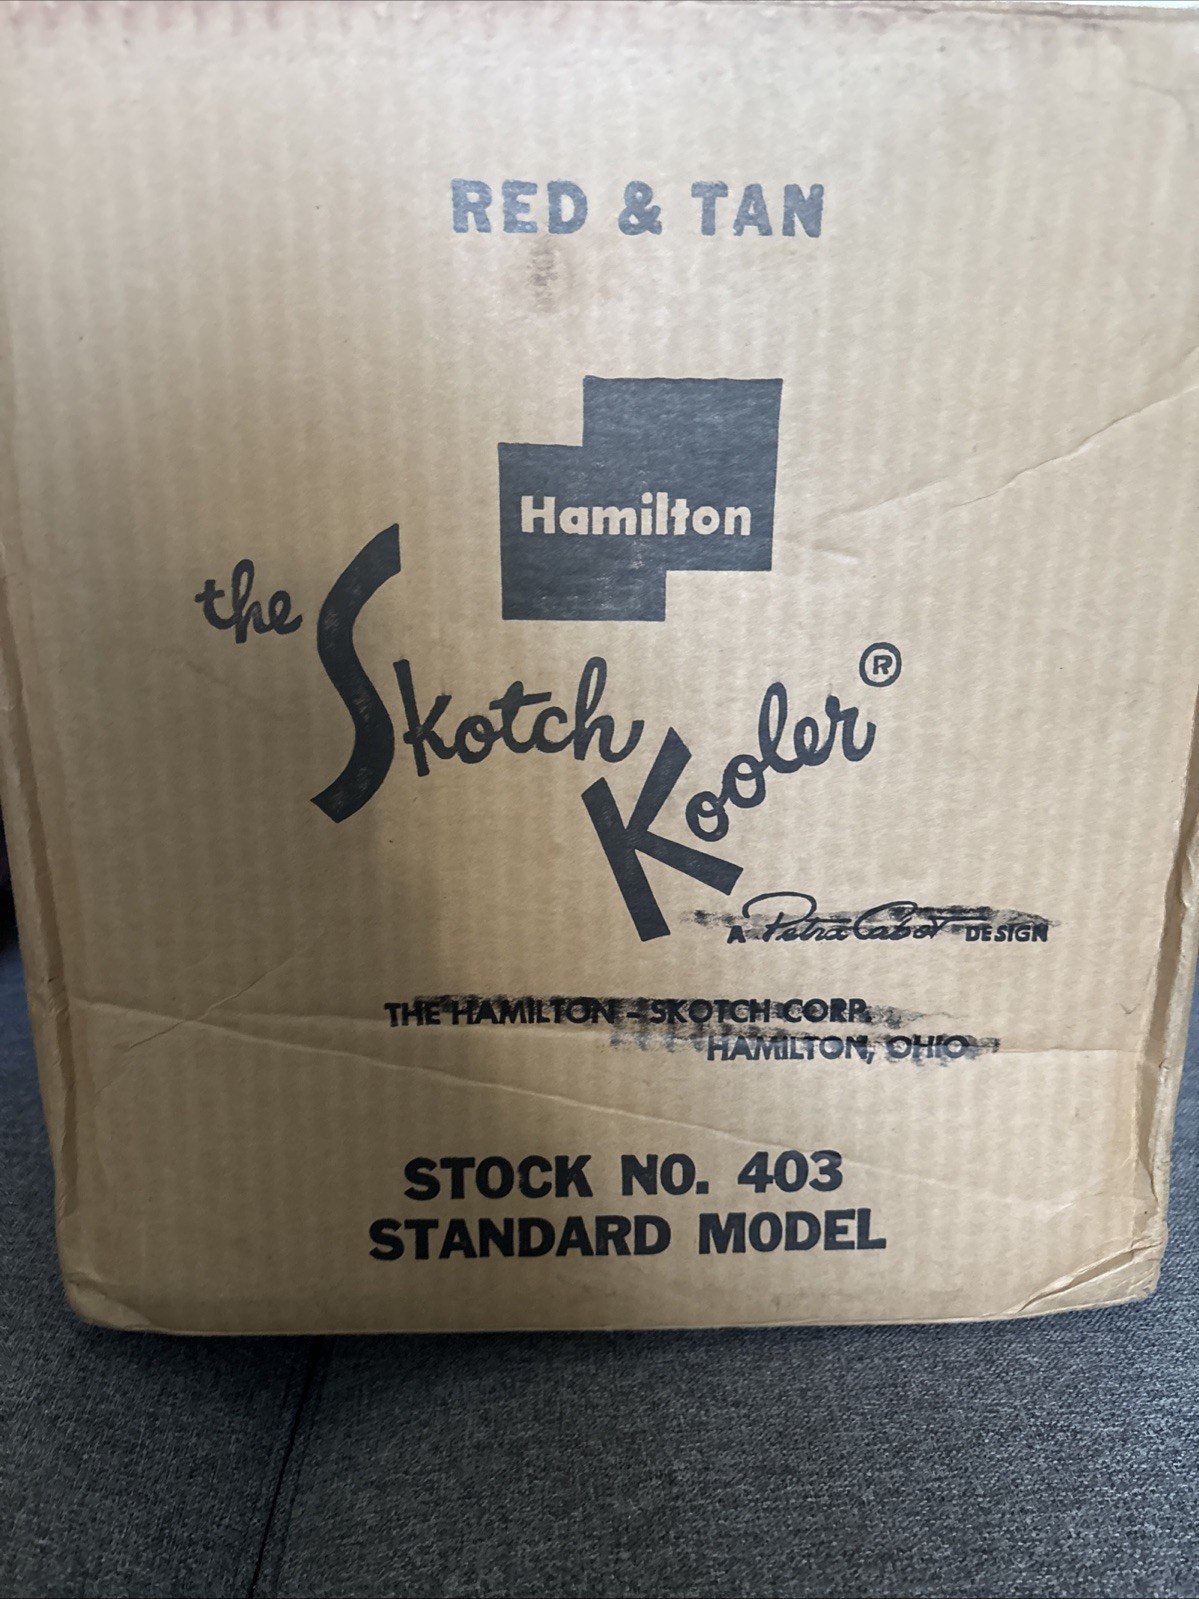 RED & TAN
Hamilton
the Skotch Kooler®
A Petra Cabot DESIGN
THE HAMILTON - SKOTCH CORP.
HAMILTON, OHIO
STOCK NO. 403
STANDARD MODEL